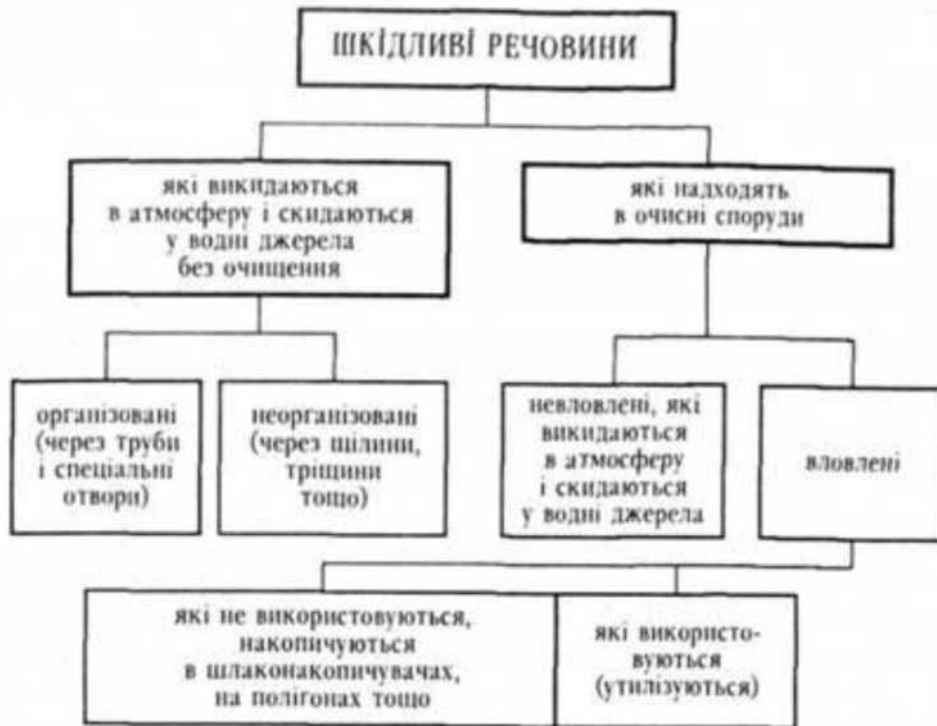 ШКІДЛИВІ РЕЧОВИНИ
які викидаються
в атмосферу і скидаються
у водні джерела
без очищення
які надходять
в очисні споруди
організовані
(через труби
і спеціальні
отвори)
неорганізовані
(через щілини,
тріщини
тощо)
невловлені, які
викидаються
в атмосферу
і скидаються
у водні джерела
вловлені
які не використовуються,
накопичуються
в шлаконакопичувачах,
на полігонах тощо
які використо-
вуються
(утилізуються)